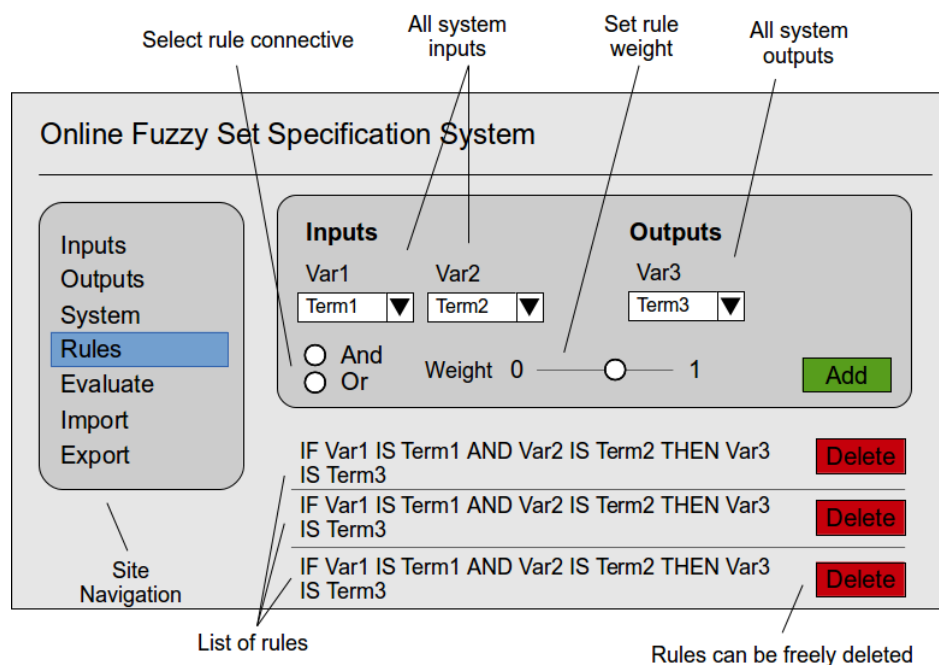 Select rule connective
All system
inputs
Set rule
weight
All system
outputs
Online Fuzzy Set Specification System
Inputs
Outputs
System
Rules
Evaluate
Import
Export
Inputs
Outputs
Var1
Var2
Var3
Term1
Term2
Term3
And
Or
Weight 0
1
Add
IF Var1 IS Term1 AND Var2 IS Term2 THEN Var3
IS Term3
Delete
IF Var1 IS Term1 AND Var2 IS Term2 THEN Var3
IS Term3
Delete
IF Var1 IS Term1 AND Var2 IS Term2 THEN Var3
IS Term3
Delete
Site
Navigation
List of rules
Rules can be freely deleted